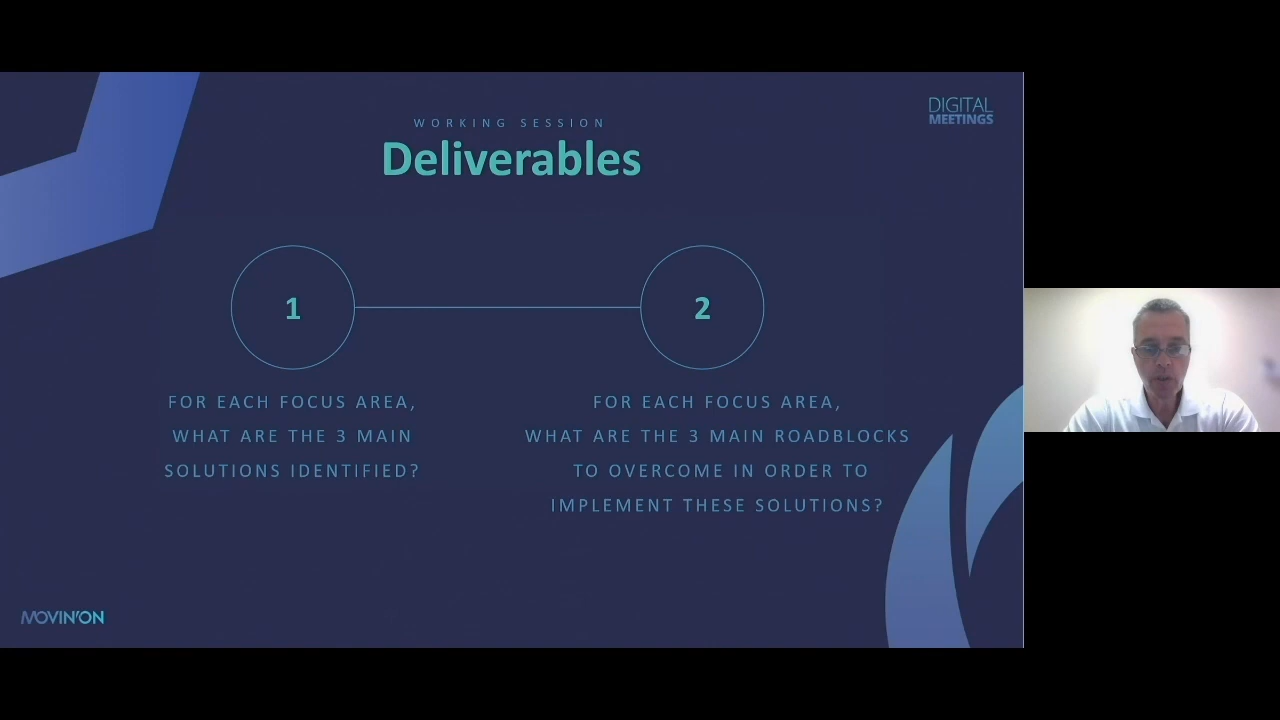 DIGITAL
MEETINGS
WORKING SESSION
Deliverables
1
2
FOR EACH FOCUS AREA,
WHAT ARE THE 3 MAIN
SOLUTIONS IDENTIFIED?
FOR EACH FOCUS AREA,
WHAT ARE THE 3 MAIN ROADBLOCKS
TO OVERCOME IN ORDER TO
IMPLEMENT THESE SOLUTIONS?
MOVIN'ON